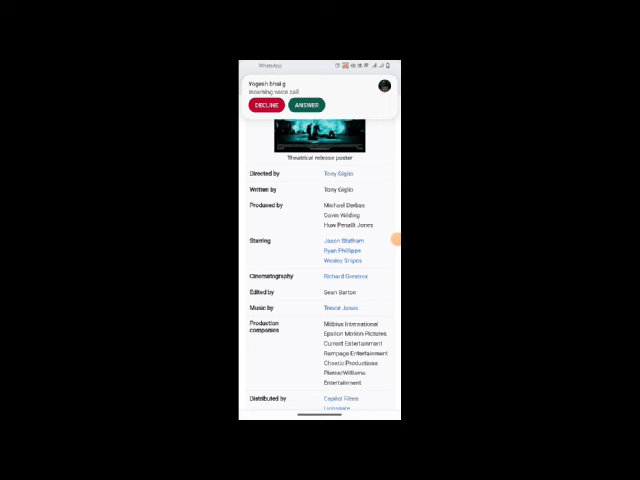 WhatsApp
Yogesh bhai g
Incoming voice call
DECLINE
ANSWER
Theatrical release poster
Directed by
Tony Giglio
Written by
Tony Giglio
Produced by
Michael Derbas
Gavin Wilding
Huw Penallt Jones
Starring
Jason Statham
Ryan Phillippe
Wesley Snipes
Cinematography
Richard Greatrex
Edited by
Sean Barton
Music by
Trevor Jones
Production
companies
Mobius International
Epsilon Motion Pictures
Current Entertainment
Rampage Entertainment
Chaotic Productions
Pierce/Williams
Entertainment
Distributed by
Capitol Films
Lionsgate